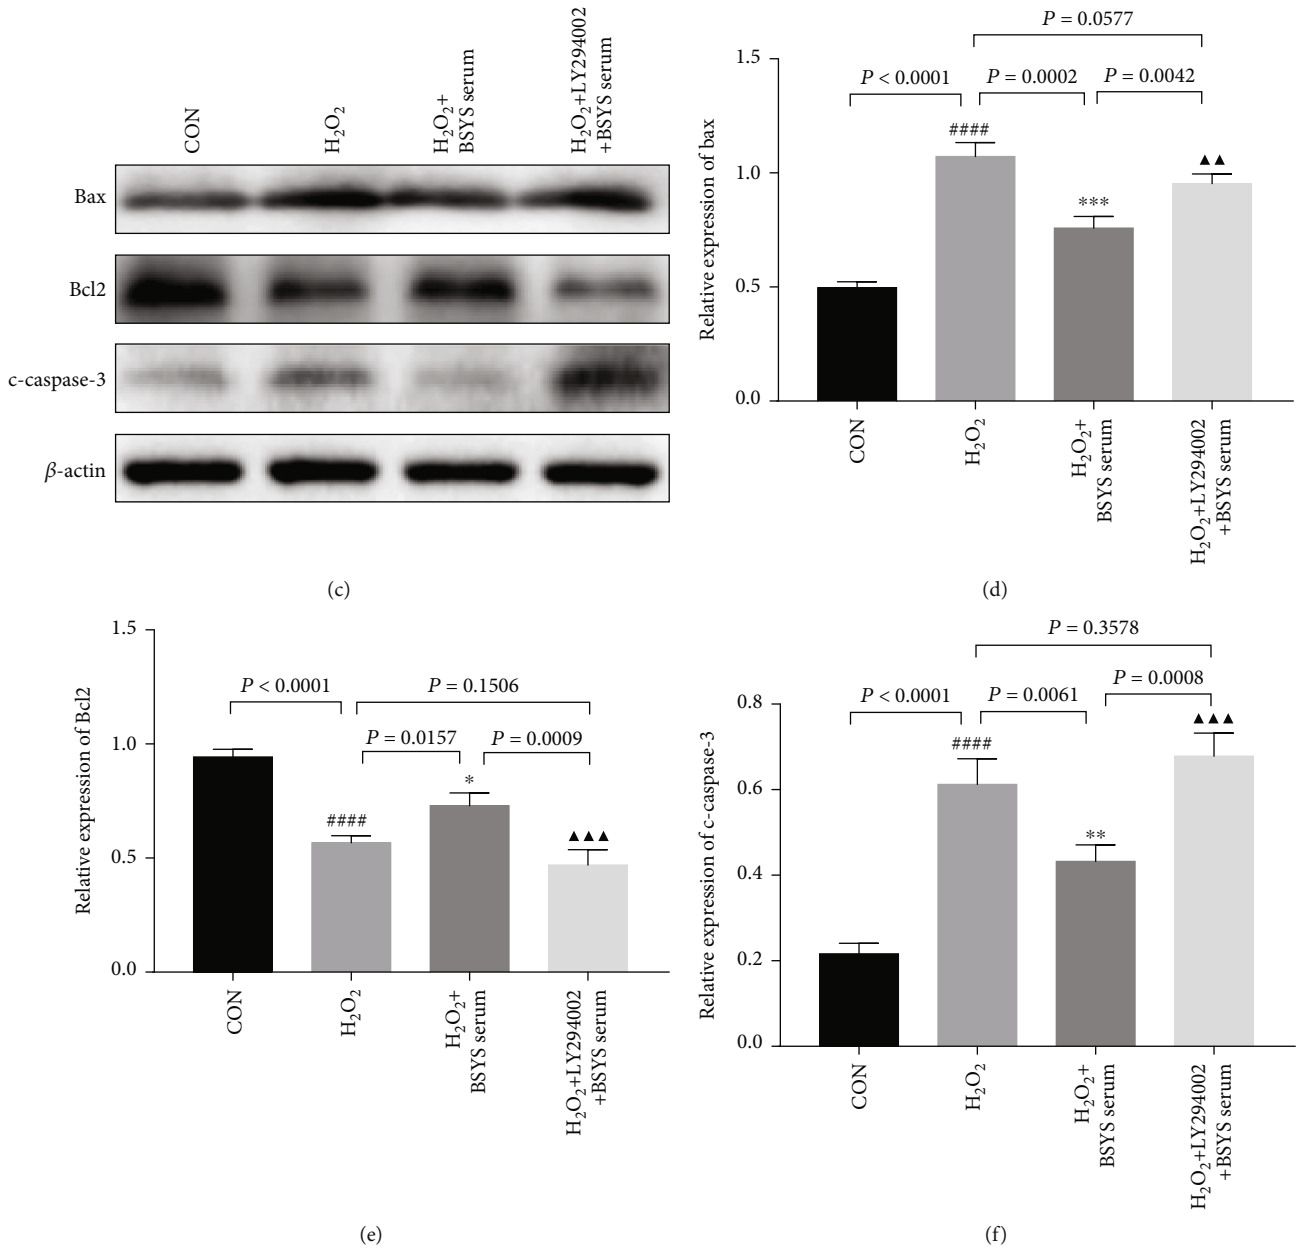 CON
H₂O₂
H₂O₂+
BSYS serum
H₂O₂+LY294002
+BSYS serum
Bax
Bcl2
c-caspase-3
β-actin
(c)
P = 0.0577
P < 0.0001
P = 0.0002
P = 0.0042
####
***
▲▲
Relative expression of bax
1.5
1.0
0.5
0.0
CON
H₂O₂
H₂O₂+
BSYS serum
H₂O₂+LY294002
+BSYS serum
(d)
P < 0.0001
P = 0.1506
P = 0.0157
P = 0.0009
####
*
▲▲▲
Relative expression of Bcl2
1.5
1.0
0.5
0.0
CON
H₂O₂
H₂O₂+
BSYS serum
H₂O₂+LY294002
+BSYS serum
(e)
P = 0.3578
P < 0.0001
P = 0.0061
P = 0.0008
####
**
▲▲▲
Relative expression of c-caspase-3
0.8
0.6
0.4
0.2
0.0
CON
H₂O₂
H₂O₂+
BSYS serum
H₂O₂+LY294002
+BSYS serum
(f)